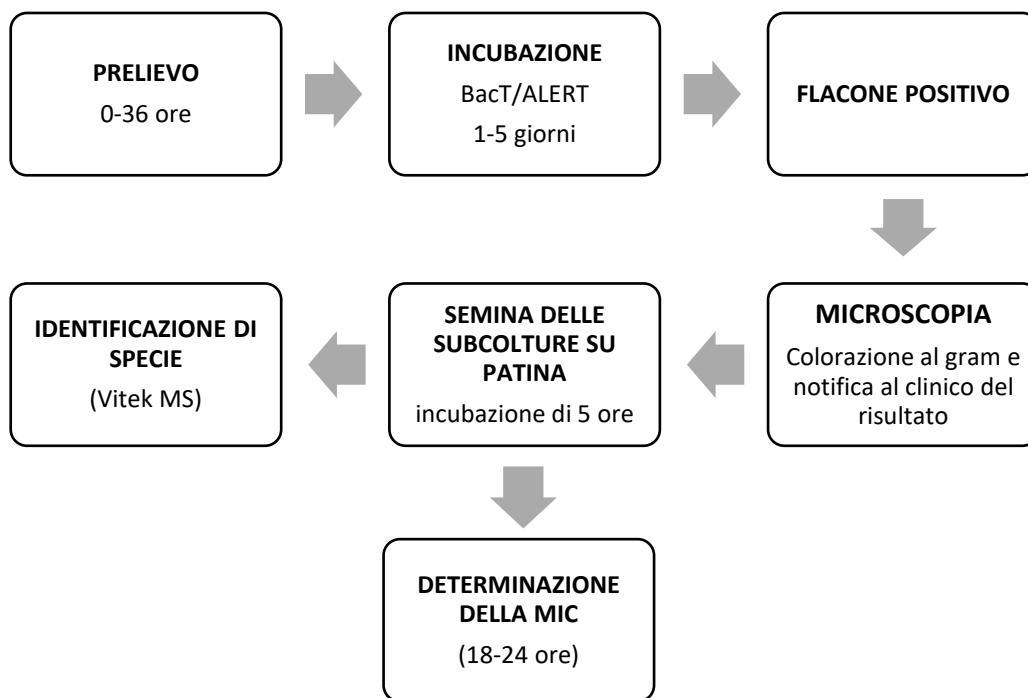 PRELIEVO
0-36 ore
INCUBAZIONE
BacT/ALERT
1-5 giorni
FLACONE POSITIVO
MICROSCOPIA
Colorazione al gram e
notifica al clinico del
risultato
SEMINA DELLE
SUBCOLTURE SU
PATINA
incubazione di 5 ore
IDENTIFICAZIONE DI
SPECIE
(Vitek MS)
DETERMINAZIONE
DELLA MIC
(18-24 ore)